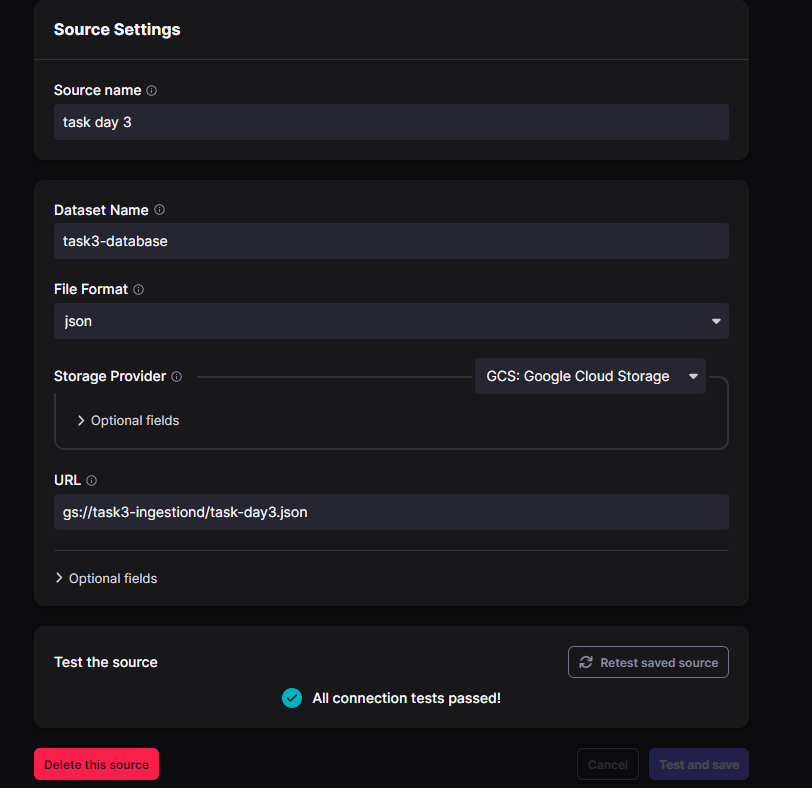 Source Settings
Source name
task day 3
Dataset Name
task3-database
File Format
json
Storage Provider
GCS: Google Cloud Storage
Optional fields
URL
gs://task3-ingestiond/task-day3.json
Optional fields
Test the source
Retest saved source
All connection tests passed!
Delete this source
Cancel
Test and save